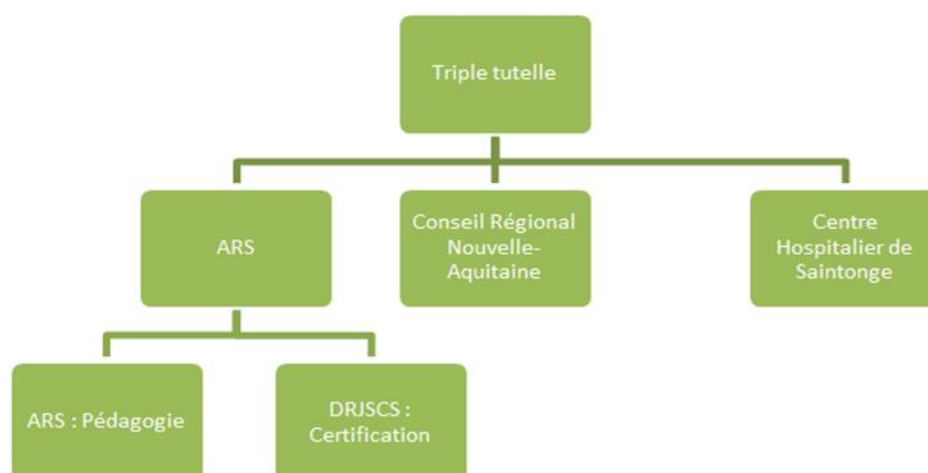 Triple tutelle
ARS
Conseil Régional
Nouvelle-
Aquitaine
Centre
Hospitalier de
Saintonge
ARS : Pédagogie
DRJSCS :
Certification